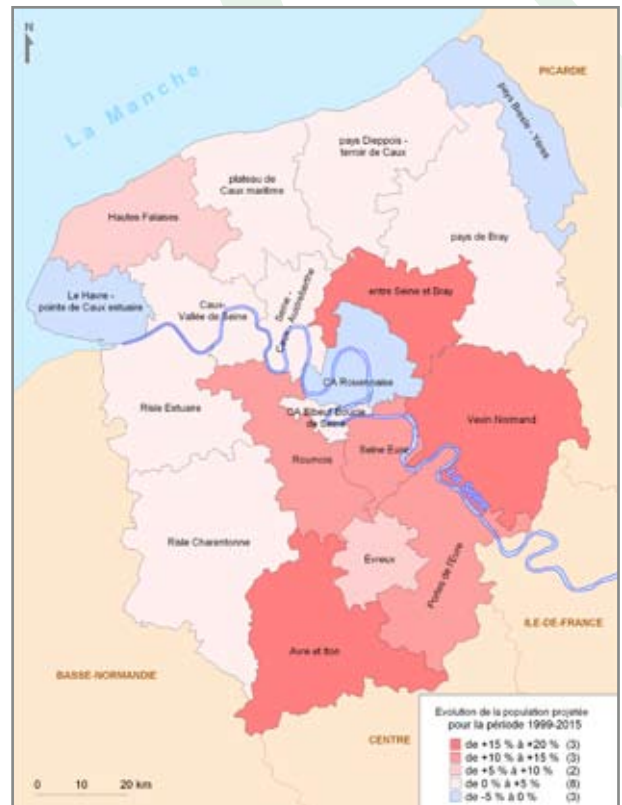 N
La Manche
PICARDIE
pays Bresle - Yères
pays Dieppois -
terroir de Caux
plateau de
Caux maritime
Hautes Falaises
pays de Bray
Le Havre -
pointe de Caux estuaire
Caux-
Vallée de Seine
Seine -
Caux - Austreberthe
entre Seine et Bray
CA Rouennaise
Risle Estuaire
CA Elbeuf Boucle
de Seine
Vexin Normand
Roumois
Seine Eure
Risle Charentonne
Évreux
Portes de l'Eure
Avre et Iton
ILE-DE-FRANCE
BASSE-NORMANDIE
CENTRE
Evolution de la population projetée
pour la période 1999-2015
de +15 % à +20 % (3)
de +10 % à +15 % (3)
de +5 % à +10 % (2)
de 0 % à +5 % (8)
de -5 % à 0 % (3)
0 10 20 km